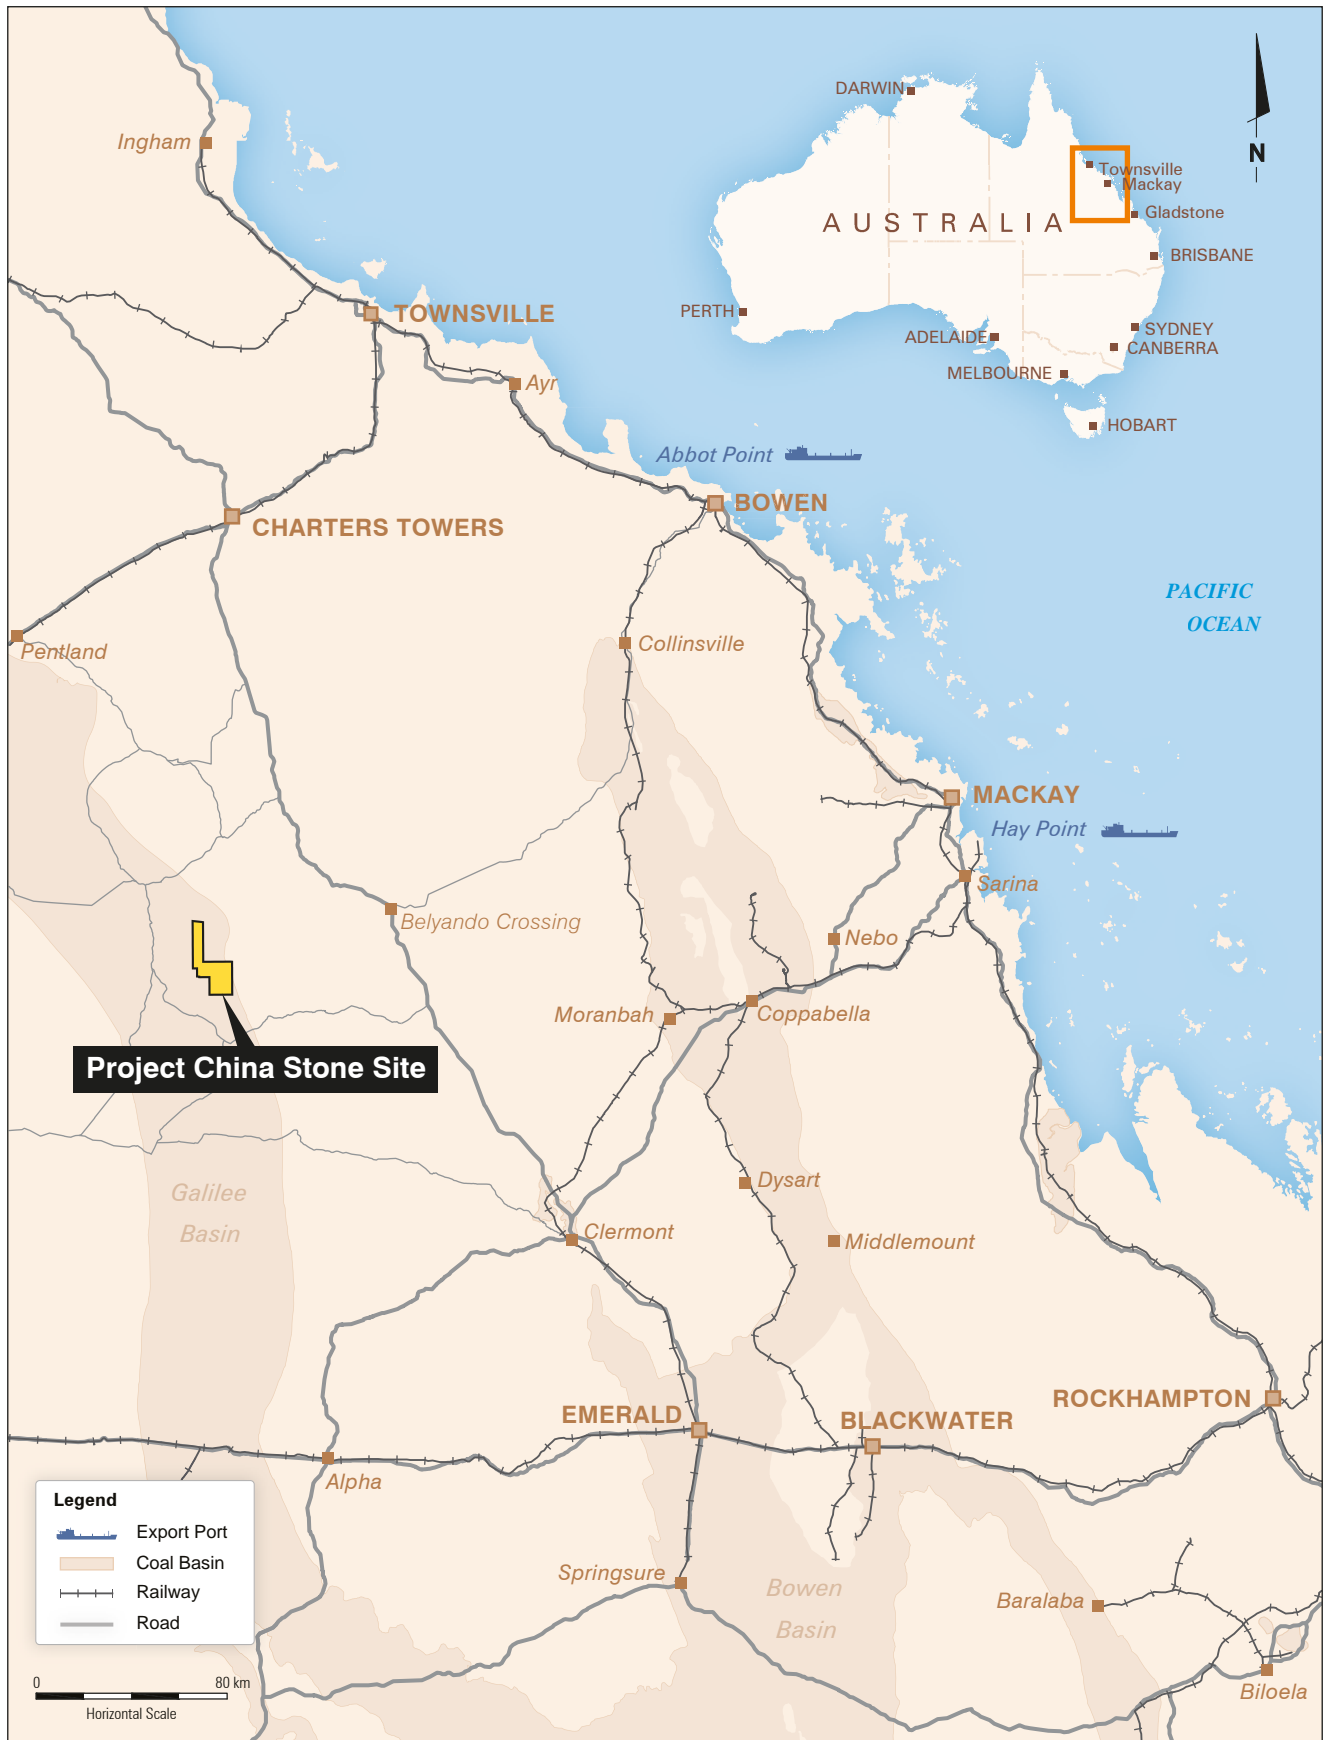 DARWIN
Ingham
N
Townsville
Mackay
AUSTRALIA
Gladstone
BRISBANE
PERTH
TOWNSVILLE
SYDNEY
ADELAIDE
CANBERRA
MELBOURNE
Ayr
HOBART
Abbot Point
BOWEN
CHARTERS TOWERS
PACIFIC
OCEAN
Pentland
Collinsville
MACKAY
Hay Point
Sarina
Belyando Crossing
Nebo
Moranbah
Coppabella
Project China Stone Site
Dysart
Galilee
Basin
Clermont
Middlemount
ROCKHAMPTON
EMERALD
BLACKWATER
Alpha
Legend
Export Port
Coal Basin
Railway
Road
Springsure
Bowen
Basin
Baralaba
0 80 km
Horizontal Scale
Biloela